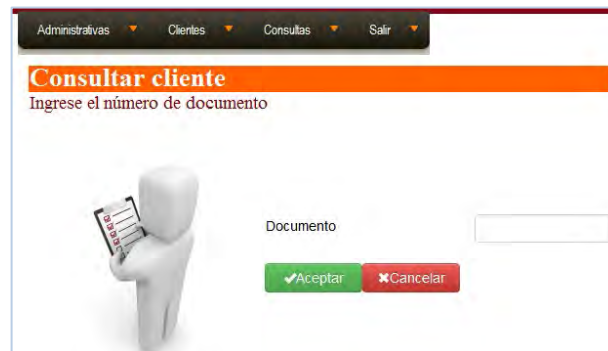 Administrativas Clientes Consultas Salir
Consultar cliente
Ingrese el número de documento
Documento
Aceptar Cancelar